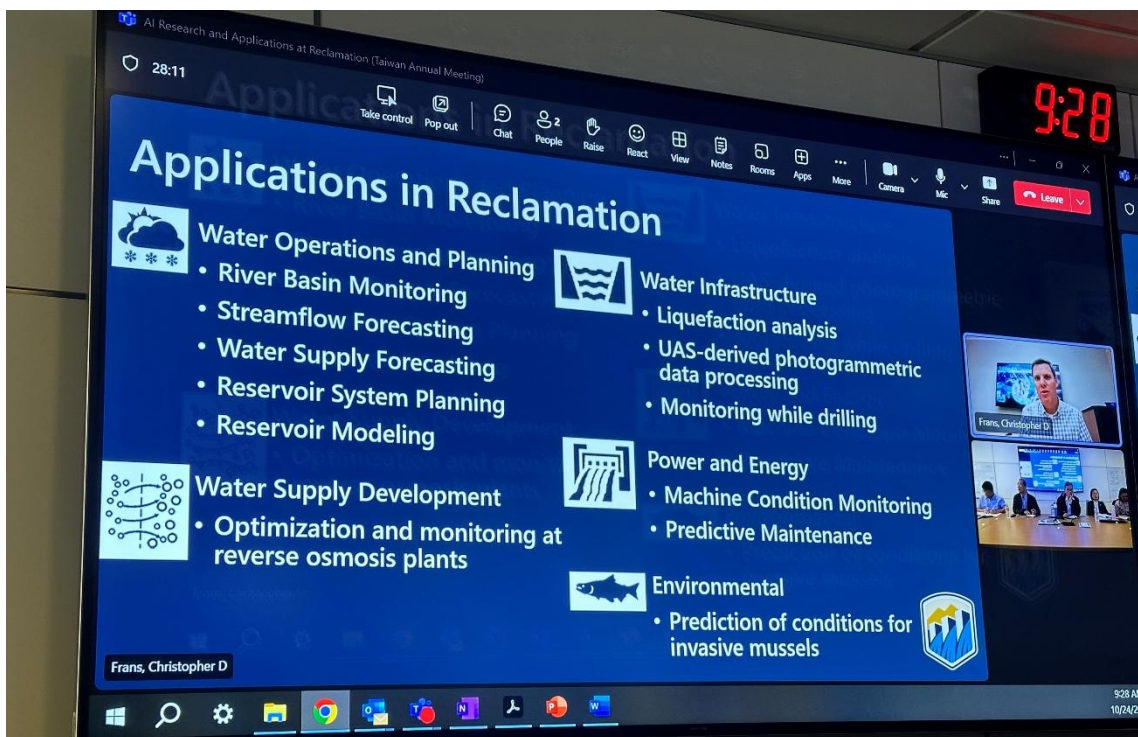 AI Research and Applications at Reclamation (Taiwan Annual Meeting)
28:11
Take control
Pop out
Chat
2
People
Raise
React
View
Notes
Rooms
Apps
More
Camera
Mic
Share
Leave
9:28
Applications in Reclamation
Water Operations and Planning
• River Basin Monitoring
• Streamflow Forecasting
• Water Supply Forecasting
• Reservoir System Planning
• Reservoir Modeling
Water Supply Development
• Optimization and monitoring at
reverse osmosis plants
Water Infrastructure
• Liquefaction analysis
• UAS-derived photogrammetric
data processing
• Monitoring while drilling
Power and Energy
• Machine Condition Monitoring
• Predictive Maintenance
Environmental
• Prediction of conditions for
invasive mussels
Frans, Christopher D
Frans, Christopher D
9:28 A
10/24/2